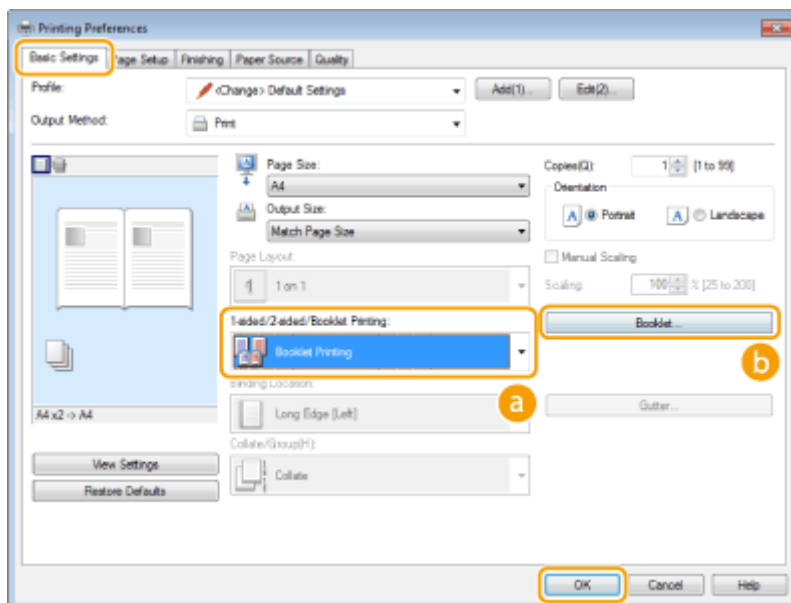 Printing Preferences
Basic Settings Page Setup Finishing Paper Source Quality
Profile: <Change> Default Settings Add(1)... Edit(2)...
Output Method: Print
Page Size:
A4
Output Size:
Match Page Size
Page Layout:
1 on 1
1-sided/2-sided/Booklet Printing:
Booklet Printing
a
Binding Location:
Long Edge [Left]
Collate/Group(H):
Collate
A4 x2 -> A4
View Settings
Restore Defaults
Copies(Q): 1 [1 to 99]
Orientation
A Portrait A Landscape
Manual Scaling
Scaling: 100 % [25 to 200]
Booklet...
b
Gutter...
OK Cancel Help